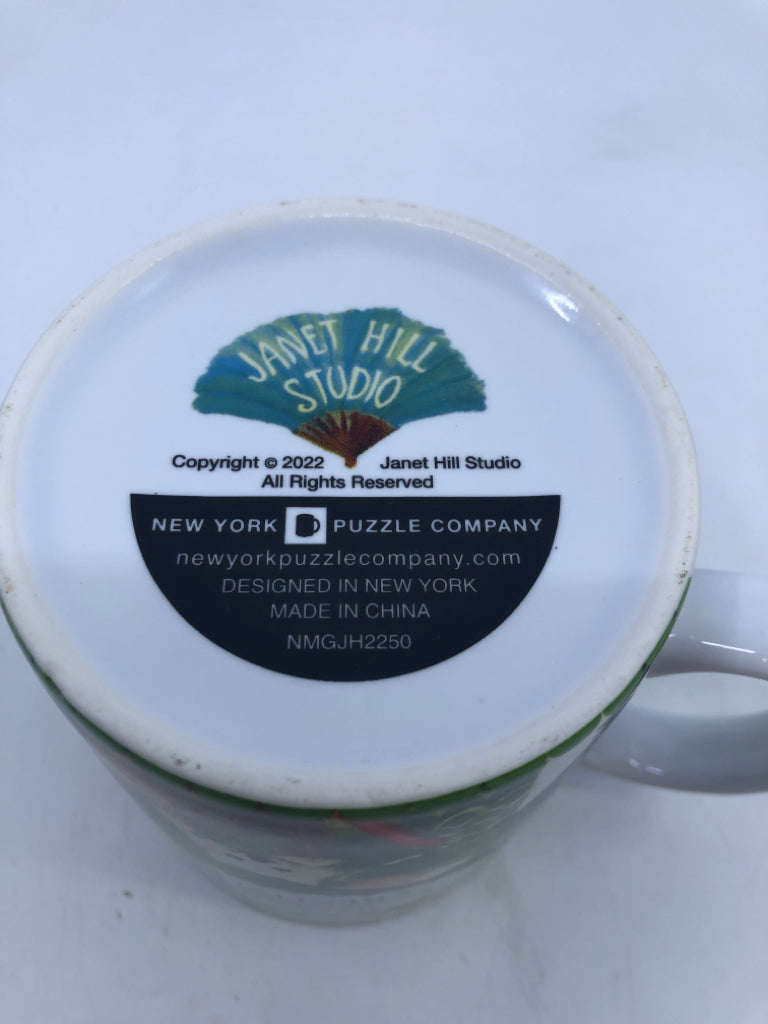 JANET HILL
STUDIO
Copyright © 2022 Janet Hill Studio
All Rights Reserved
NEW YORK PUZZLE COMPANY
newyorkpuzzlecompany.com
DESIGNED IN NEW YORK
MADE IN CHINA
NMGJH2250